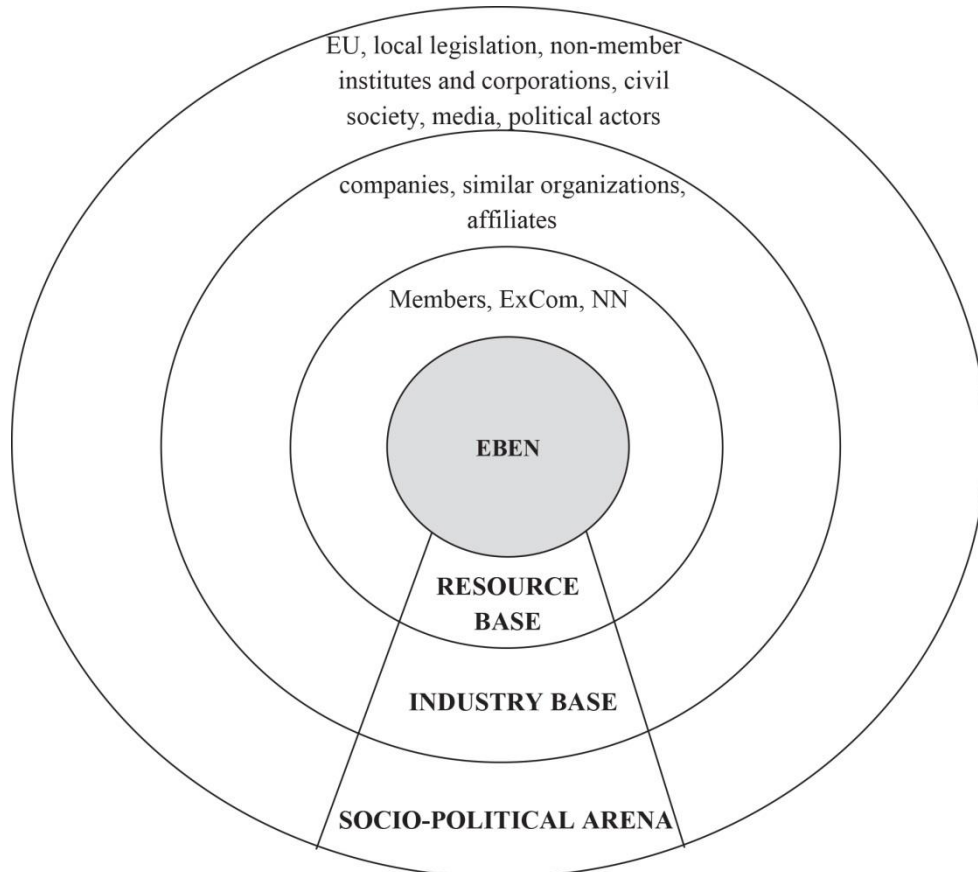 EU, local legislation, non-member
institutes and corporations, civil
society, media, political actors
companies, similar organizations,
affiliates
Members, ExCom, NN
EBEN
RESOURCE
BASE
INDUSTRY BASE
SOCIO-POLITICAL ARENA